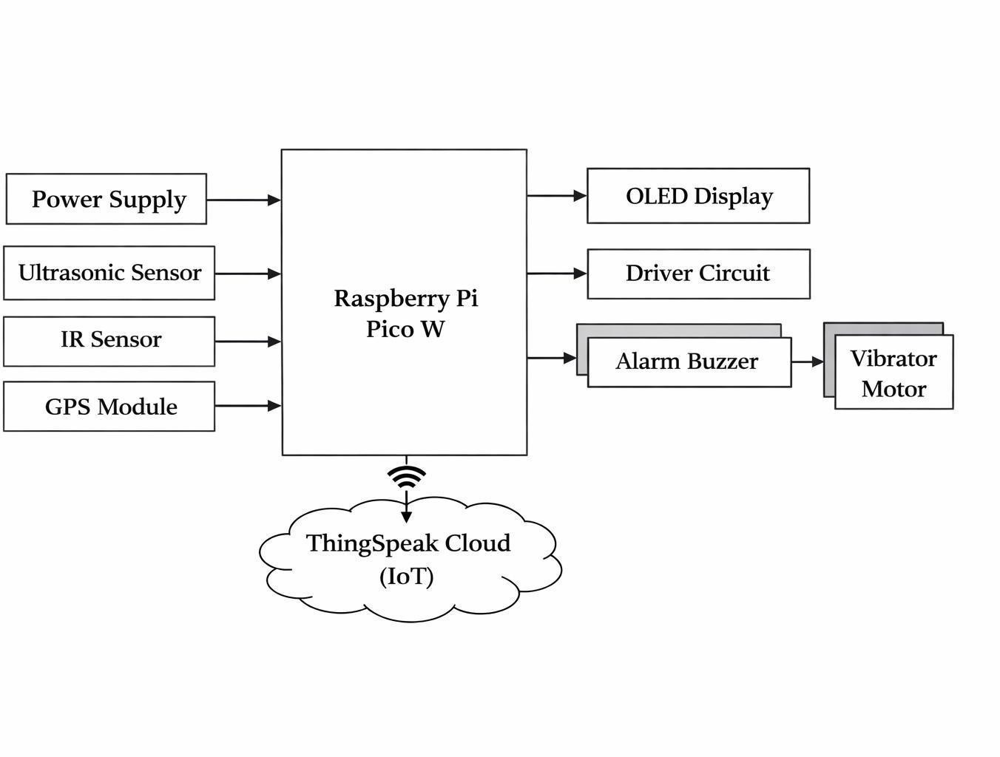 Power Supply
Ultrasonic Sensor
IR Sensor
GPS Module
Raspberry Pi
Pico W
OLED Display
Driver Circuit
Alarm Buzzer
Vibrator
Motor
ThingSpeak Cloud
(IoT)